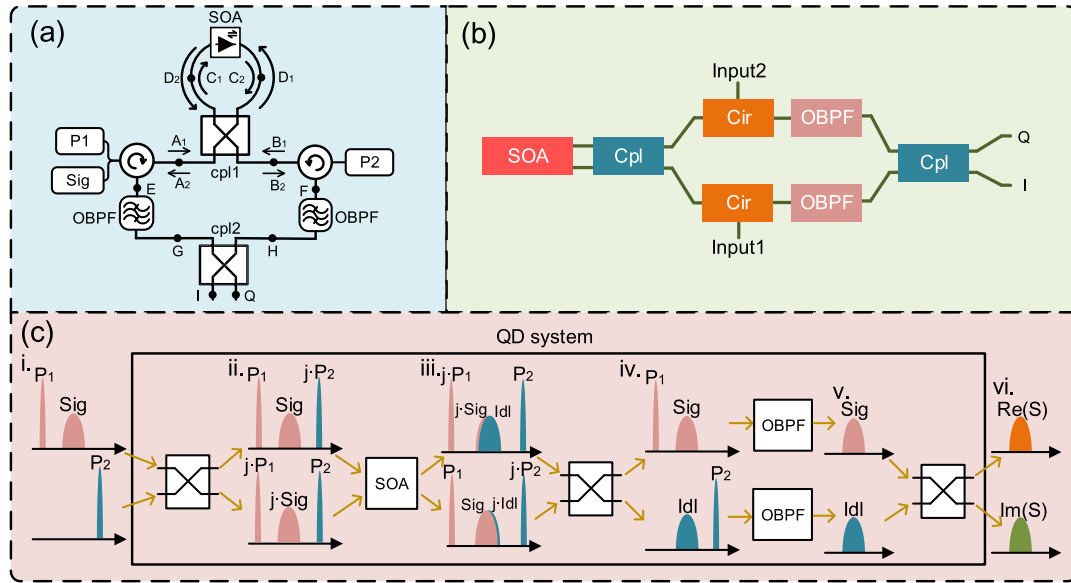 (a)
SOA
D₂
C₁
C₂
D₁
P1
A₁
B₁
P2
Sig
cpl1
A₂
B₂
E
F
OBPF
OBPF
cpl2
G
H
I
Q
(b)
Input2
Cir
OBPF
Q
SOA
Cpl
Cpl
I
Cir
OBPF
Input1
(c)
QD system
i.
P₁
Sig
P₂
ii.
P₁
j·P₂
Sig
j·P₁
P₂
j·Sig
SOA
iii.
j·P₁
P₂
j·Sig
Idl
P₁
j·P₂
Sig
j·Idl
iv.
P₁
Sig
P₂
Idl
OBPF
OBPF
v.
Sig
Idl
vi.
Re(S)
Im(S)